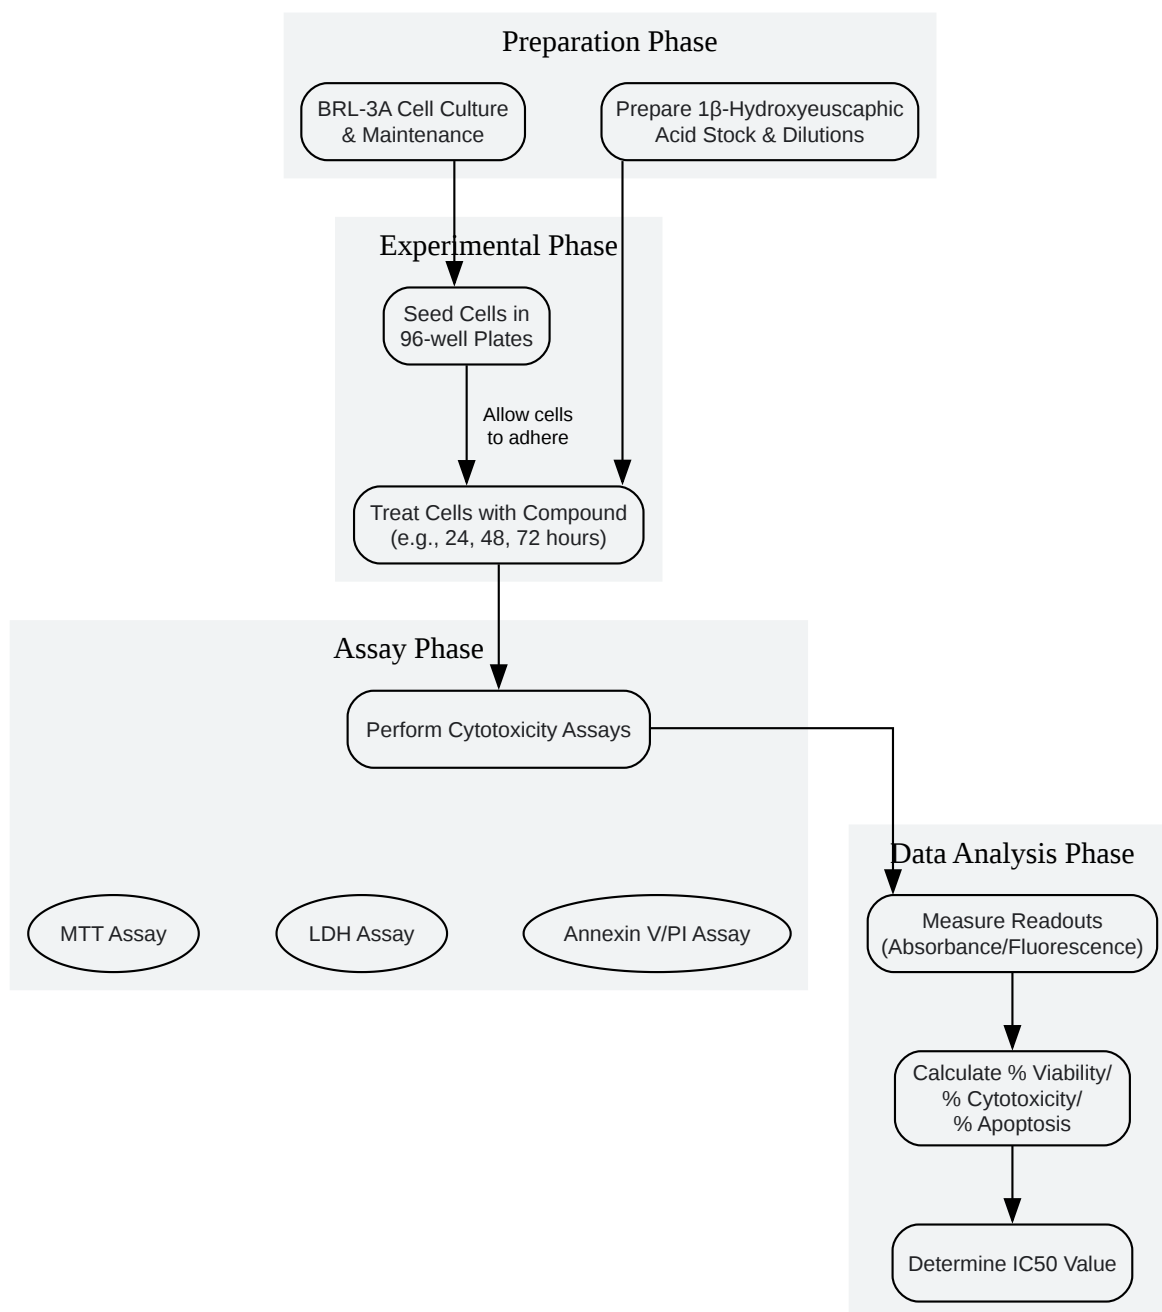 Preparation Phase
BRL-3A Cell Culture
& Maintenance
Prepare 1β-Hydroxyeuscaphic
Acid Stock & Dilutions
Experimental Phase
Seed Cells in
96-well Plates
Allow cells
to adhere
Treat Cells with Compound
(e.g., 24, 48, 72 hours)
Assay Phase
Perform Cytotoxicity Assays
MTT Assay
LDH Assay
Annexin V/PI Assay
Data Analysis Phase
Measure Readouts
(Absorbance/Fluorescence)
Calculate % Viability/
% Cytotoxicity/
% Apoptosis
Determine IC50 Value